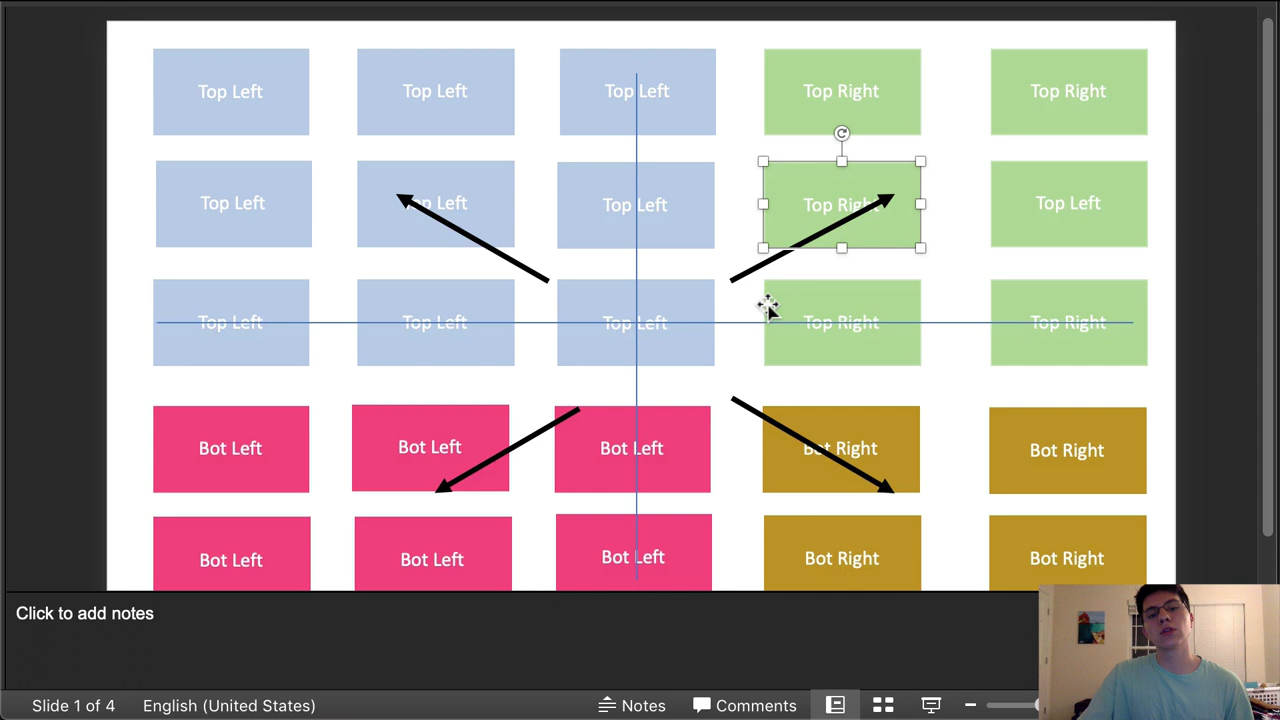 Top Left Top Left Top Left Top Right Top Right
Top Left Top Left Top Left Top Right Top Left
Top Left Top Left Top Left Top Right Top Right
Bot Left Bot Left Bot Left Bot Right Bot Right
Bot Left Bot Left Bot Left Bot Right Bot Right
Click to add notes
Slide 1 of 4 English (United States) Notes Comments